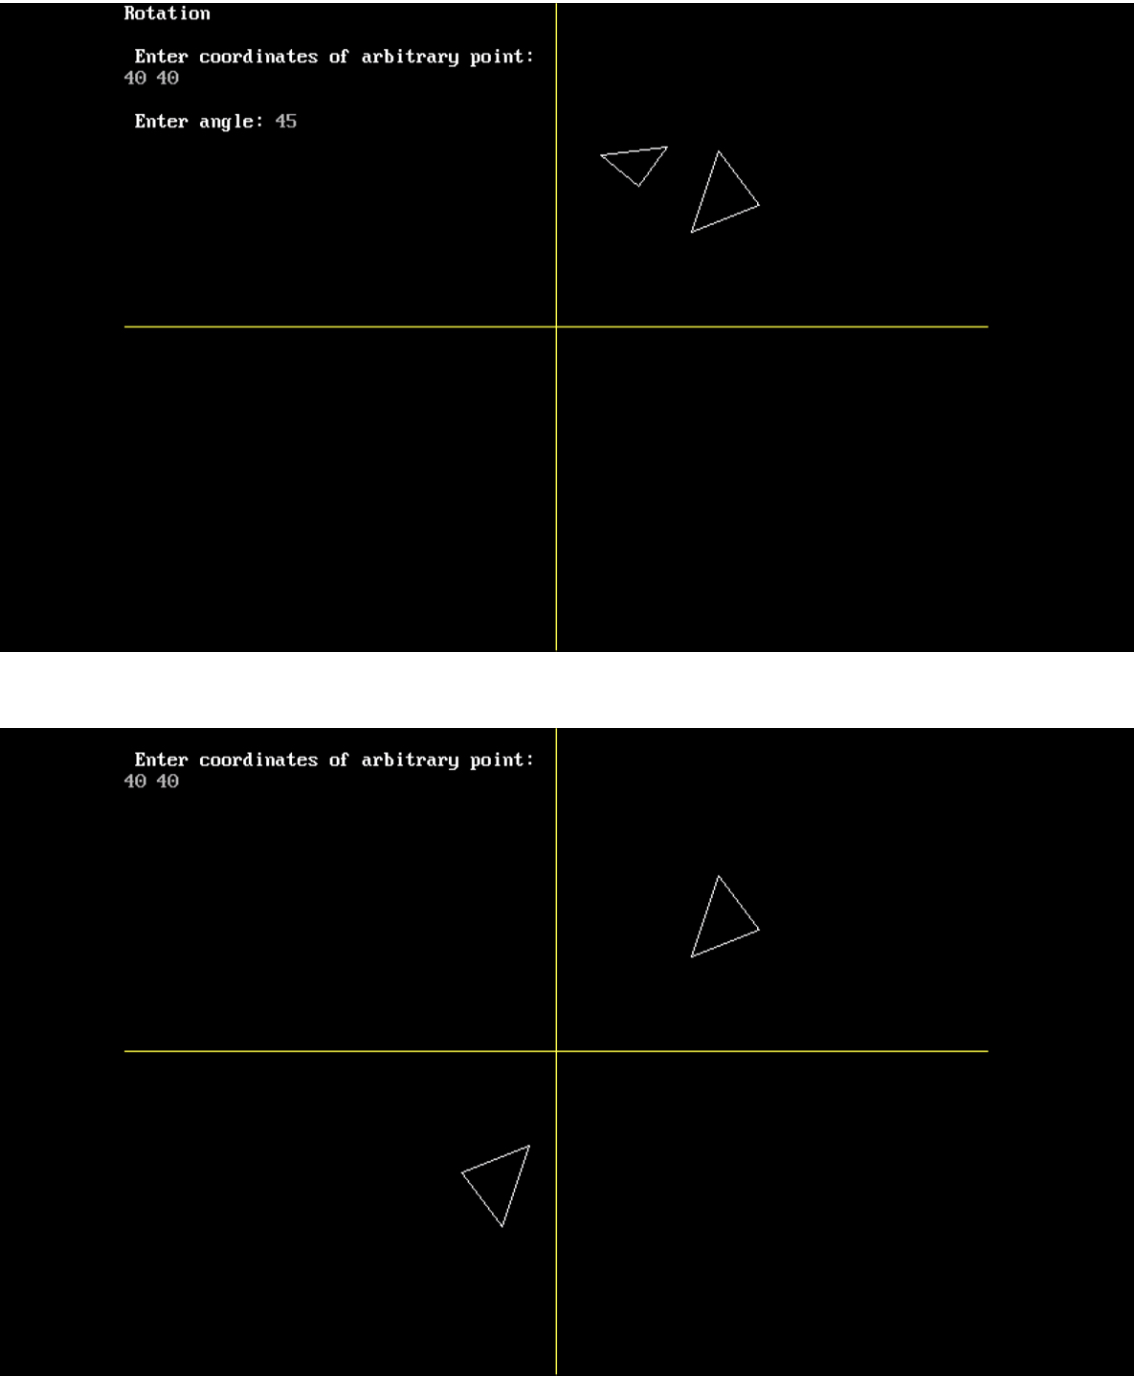 Rotation
Enter coordinates of arbitrary point:
40 40
Enter angle: 45
Enter coordinates of arbitrary point:
40 40